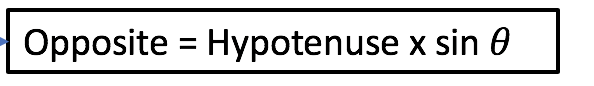 Opposite = Hypotenuse x sin θ